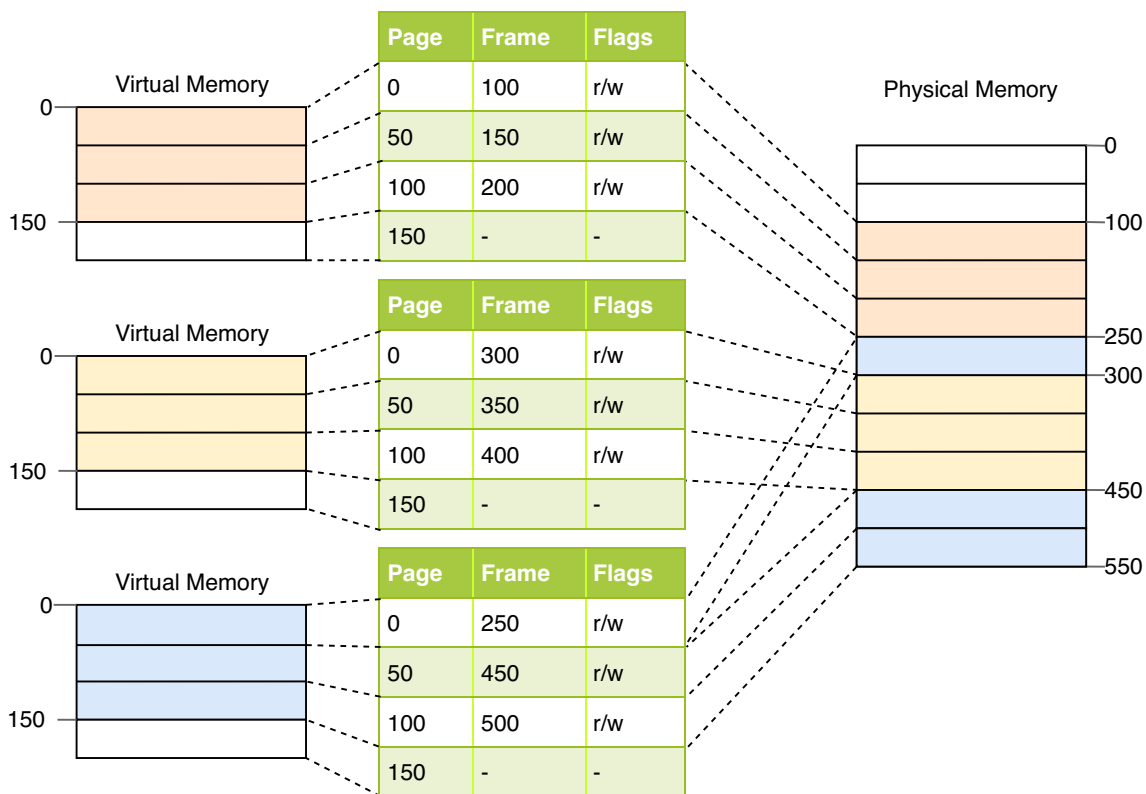 Virtual Memory
0
150
Page Frame Flags
0 100 r/w
50 150 r/w
100 200 r/w
150 - -
Virtual Memory
0
150
Page Frame Flags
0 300 r/w
50 350 r/w
100 400 r/w
150 - -
Virtual Memory
0
150
Page Frame Flags
0 250 r/w
50 450 r/w
100 500 r/w
150 - -
Physical Memory
0
100
250
300
450
550